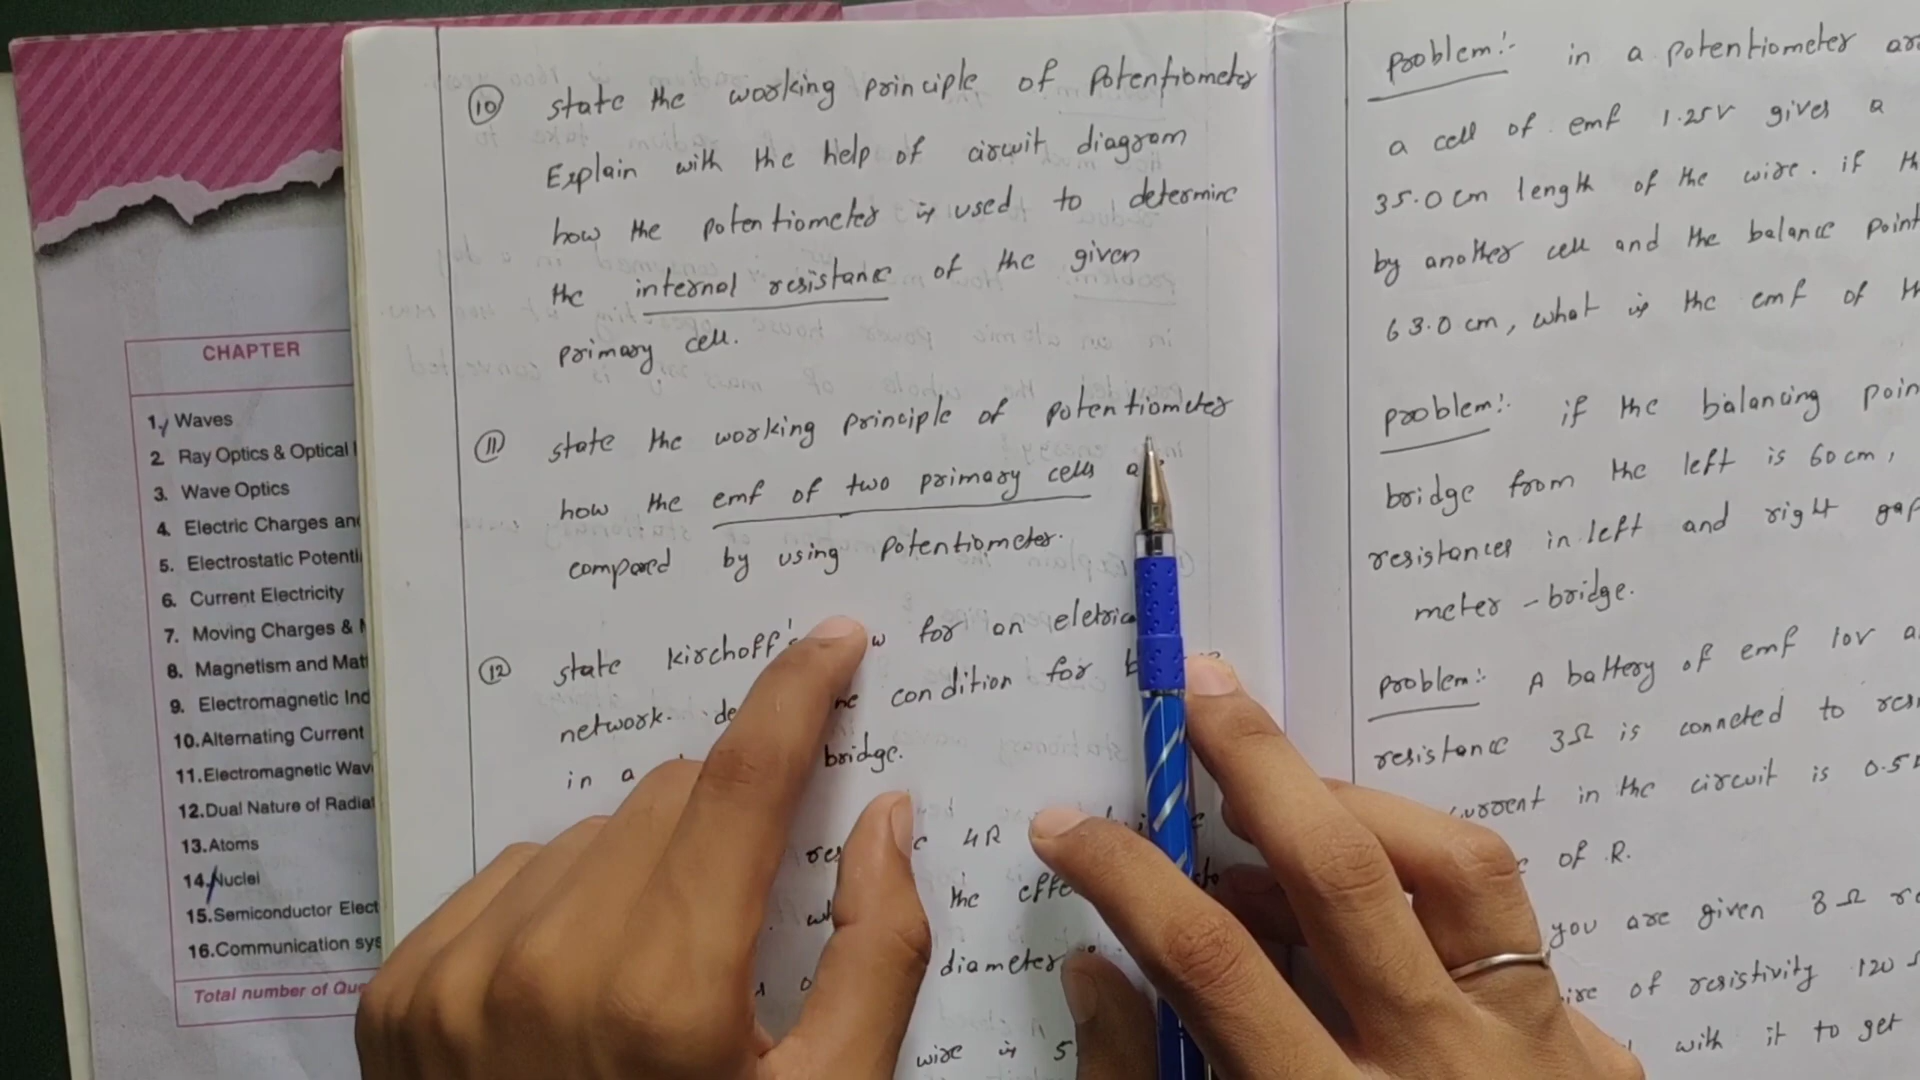 CHAPTER
1. Waves
2. Ray Optics & Optical
3. Wave Optics
4. Electric Charges and
5. Electrostatic Potenti
6. Current Electricity
7. Moving Charges &
8. Magnetism and Matt
9. Electromagnetic Ind
10. Alternating Current
11. Electromagnetic Wav
12. Dual Nature of Radiat
13. Atoms
14. Nuclei
15. Semiconductor Elect
16. Communication sys
Total number of Que
10 state the working principle of Potentiometer
Explain with the help of circuit diagram
how the potentiometer is used to determine
the internal resistance of the given
primary cell.
11 state the working principle of potentiometer
how the emf of two primary cells
compared by using potentiometer.
12 state kirchoff's for an eletrica
network. condition for
in a bridge.
4R
the effe
diameter
wire is 5
problem:- in a potentiometer
a cell of emf 1.25V gives a
35.0 cm length of the wire. if th
by another cell and the balance point
63.0 cm, what is the emf of th
problem:- if the balancing poin
bridge from the left is 60 cm,
resistances in left and right gap
meter - bridge.
problem:- A battery of emf 10V a
resistance 3Ω is conncted to resi
current in the circuit is 0.5
of R.
you are given 8Ω re
wire of resistivity 120
with it to get